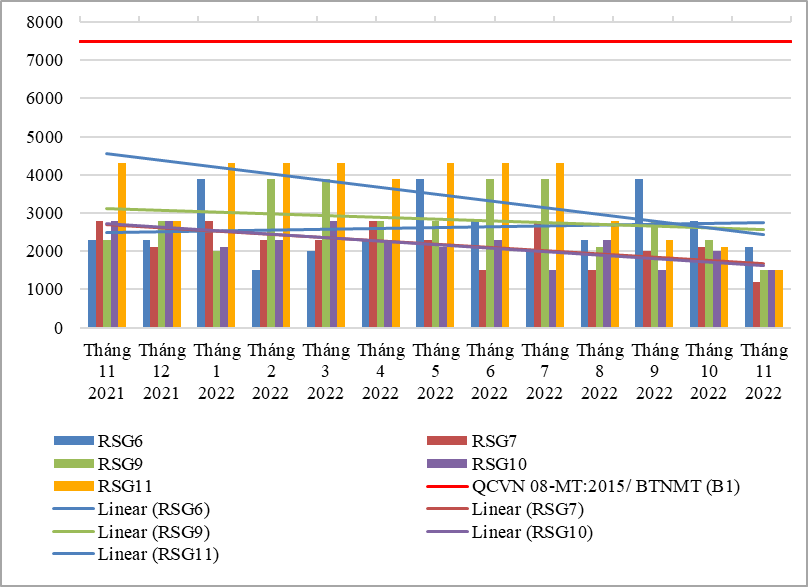 8000
7000
6000
5000
4000
3000
2000
1000
0
Tháng Tháng Tháng Tháng Tháng Tháng Tháng Tháng Tháng Tháng Tháng Tháng Tháng
11 12 1 2 3 4 5 6 7 8 9 10 11
2021 2021 2022 2022 2022 2022 2022 2022 2022 2022 2022 2022 2022
RSG6 RSG7
RSG9 RSG10
RSG11 QCVN 08-MT:2015/ BTNMT (B1)
Linear (RSG6) Linear (RSG7)
Linear (RSG9) Linear (RSG10)
Linear (RSG11)